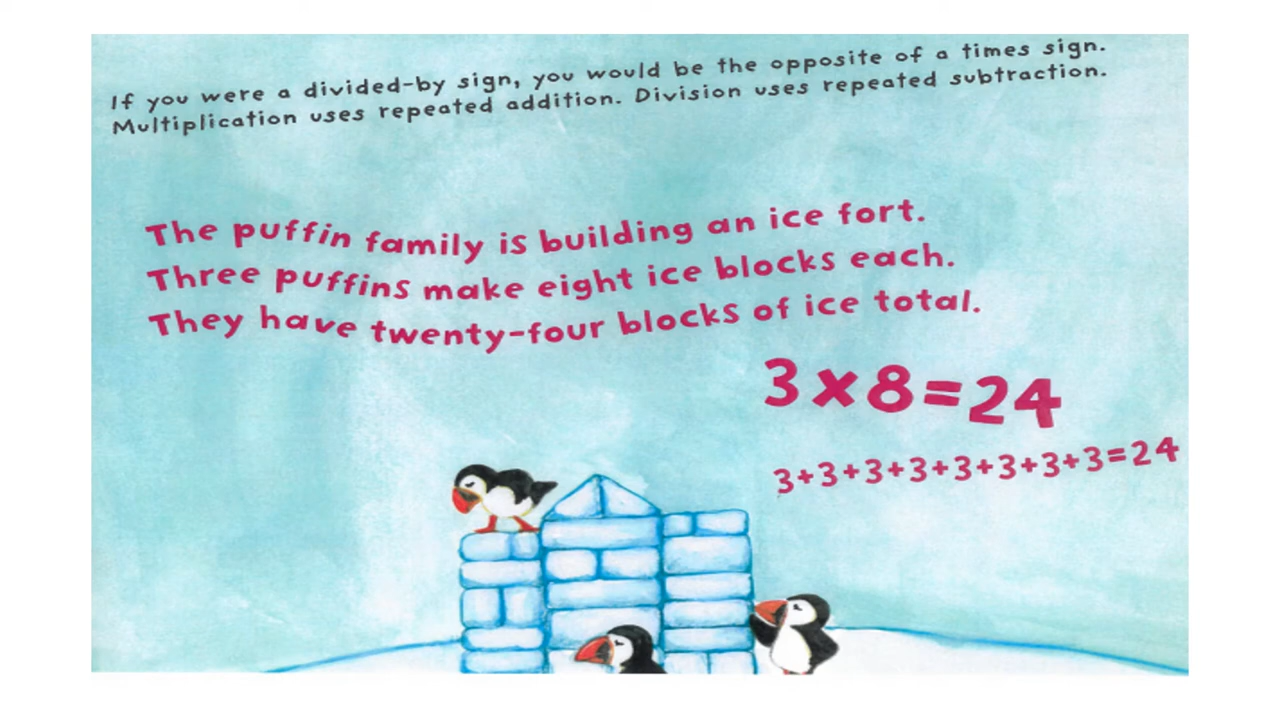 If you were a divided-by sign, you would be the opposite of a times sign.
Multiplication uses repeated addition. Division uses repeated subtraction.
The puffin family is building an ice fort.
Three puffins make eight ice blocks each.
They have twenty-four blocks of ice total.
3×8=24
3+3+3+3+3+3+3+3=24